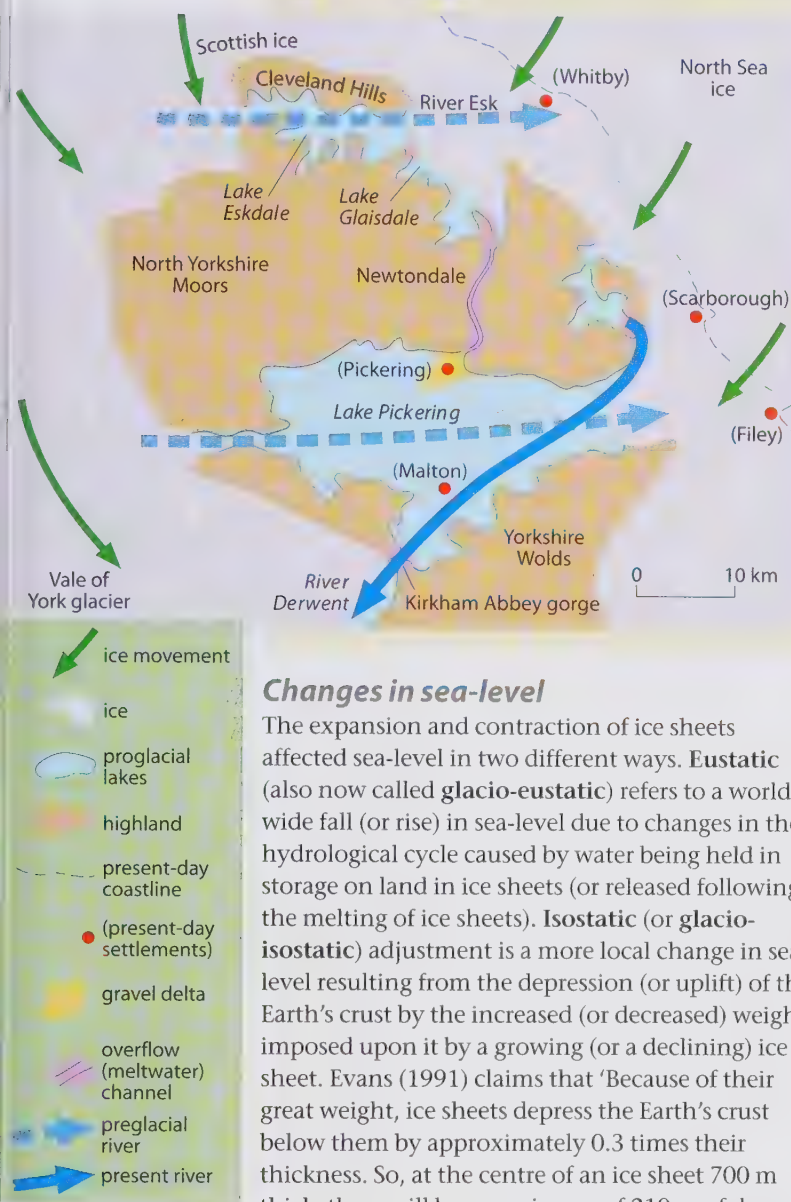 Scottish ice
Cleveland Hills
River Esk
(Whitby)
North Sea
ice
Lake
Eskdale
Lake
Glaisdale
North Yorkshire
Moors
Newtondale
(Scarborough)
(Pickering)
Lake Pickering
(Filey)
(Malton)
Yorkshire
Wolds
Vale of
York glacier
River
Derwent
Kirkham Abbey gorge
0 10 km
ice movement
ice
proglacial
lakes
highland
present-day
coastline
(present-day
settlements)
gravel delta
overflow
(meltwater)
channel
preglacial
river
present river
Changes in sea-level
The expansion and contraction of ice sheets
affected sea-level in two different ways. Eustatic
(also now called glacio-eustatic) refers to a world
wide fall (or rise) in sea-level due to changes in the
hydrological cycle caused by water being held in
storage on land in ice sheets (or released following
the melting of ice sheets). Isostatic (or glacio-
isostatic) adjustment is a more local change in sea
level resulting from the depression (or uplift) of th
Earth's crust by the increased (or decreased) weigh
imposed upon it by a growing (or a declining) ice
sheet. Evans (1991) claims that 'Because of their
great weight, ice sheets depress the Earth's crust
below them by approximately 0.3 times their
thickness. So, at the centre of an ice sheet 700 m